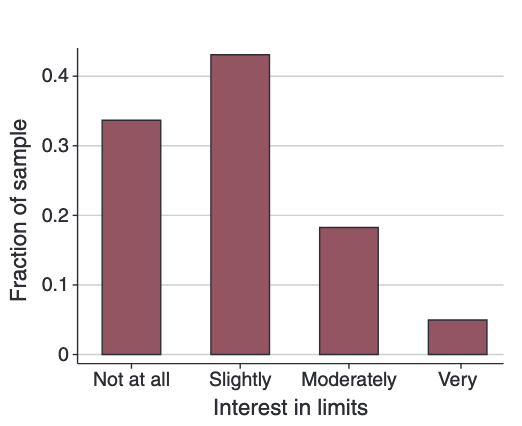 Fraction of sample
0.4
0.3
0.2
0.1
0
Not at all Slightly Moderately Very
Interest in limits